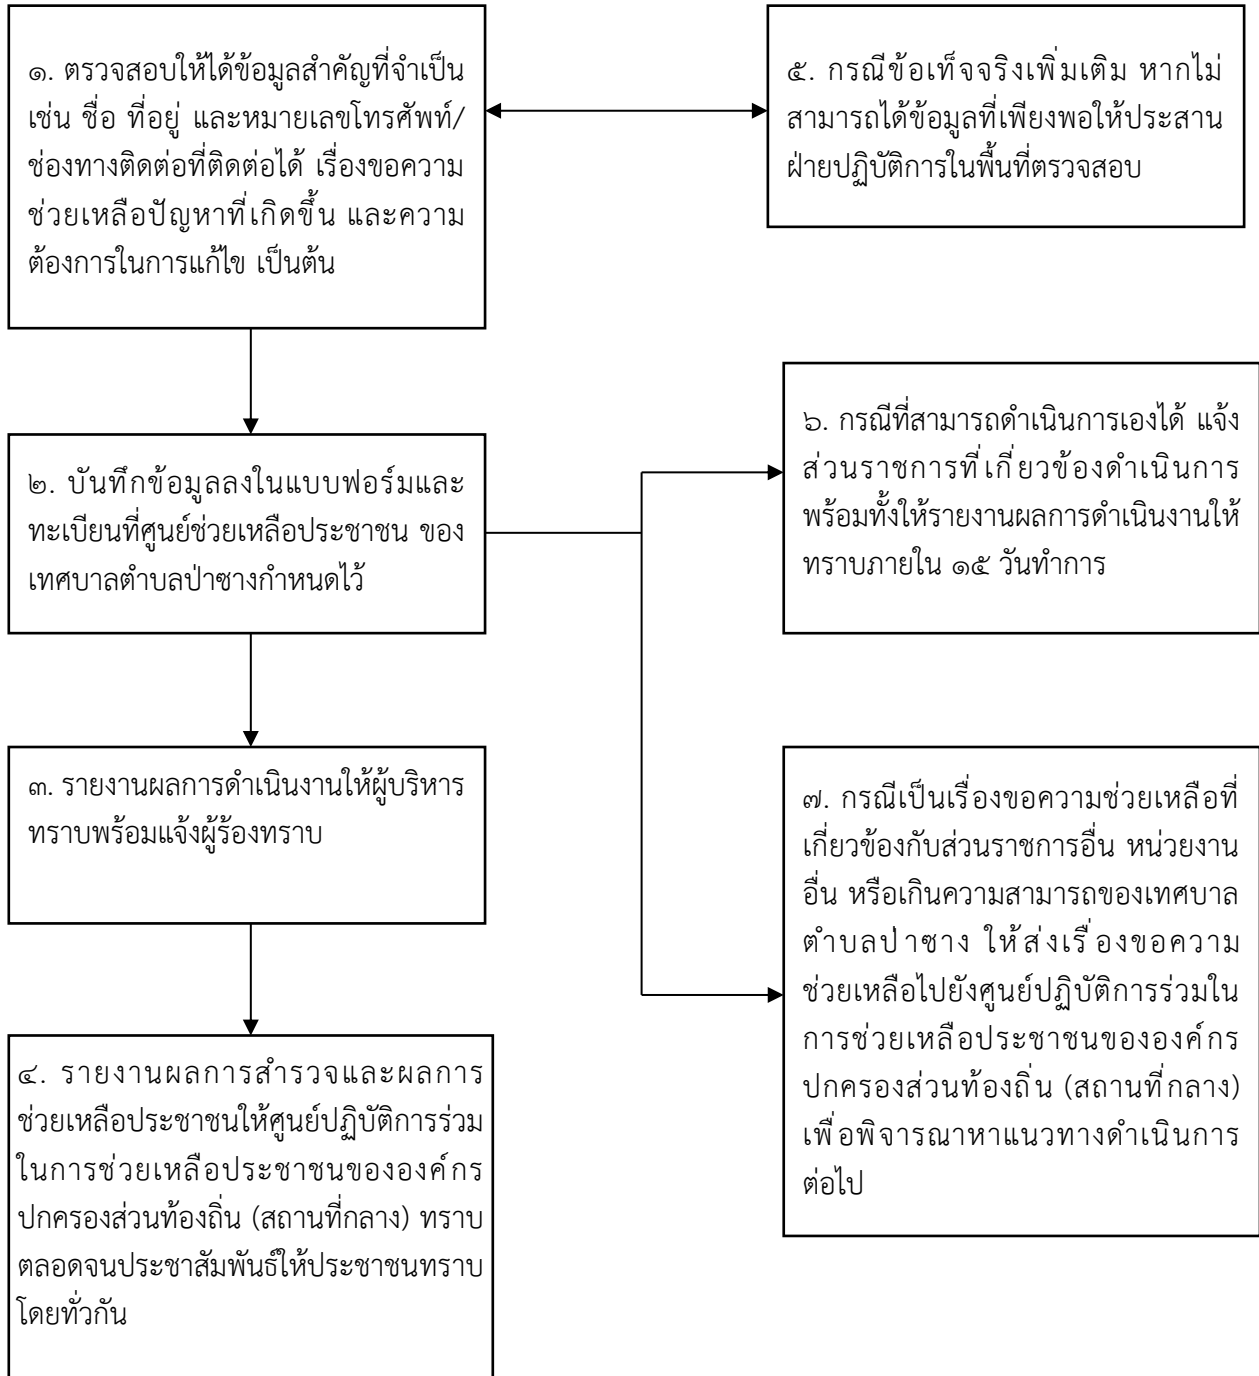 ๑. ตรวจสอบให้ได้ข้อมูลสำคัญที่จำเป็น
เช่น ชื่อ ที่อยู่ และหมายเลขโทรศัพท์/
ช่องทางติดต่อที่ติดต่อได้ เรื่องขอความ
ช่วยเหลือปัญหาที่เกิดขึ้น และความ
ต้องการในการแก้ไข เป็นต้น
๒. บันทึกข้อมูลลงในแบบฟอร์มและ
ทะเบียนที่ศูนย์ช่วยเหลือประชาชน ของ
เทศบาลตำบลป่าซางกำหนดไว้
๓. รายงานผลการดำเนินงานให้ผู้บริหาร
ทราบพร้อมแจ้งผู้ร้องทราบ
๔. รายงานผลการสำรวจและผลการ
ช่วยเหลือประชาชนให้ศูนย์ปฏิบัติการร่วม
ในการช่วยเหลือประชาชนขององค์กร
ปกครองส่วนท้องถิ่น (สถานที่กลาง) ทราบ
ตลอดจนประชาสัมพันธ์ให้ประชาชนทราบ
โดยทั่วกัน
๕. กรณีข้อเท็จจริงเพิ่มเติม หากไม่
สามารถได้ข้อมูลที่เพียงพอให้ประสาน
ฝ่ายปฏิบัติการในพื้นที่ตรวจสอบ
๖. กรณีที่สามารถดำเนินการเองได้ แจ้ง
ส่วนราชการที่เกี่ยวข้องดำเนินการ
พร้อมทั้งให้รายงานผลการดำเนินงานให้
ทราบภายใน ๑๕ วันทำการ
๗. กรณีเป็นเรื่องขอความช่วยเหลือที่
เกี่ยวข้องกับส่วนราชการอื่น หน่วยงาน
อื่น หรือเกินความสามารถของเทศบาล
ตำบลป่าซาง ให้ส่งเรื่องขอความ
ช่วยเหลือไปยังศูนย์ปฏิบัติการร่วมใน
การช่วยเหลือประชาชนขององค์กร
ปกครองส่วนท้องถิ่น (สถานที่กลาง)
เพื่อพิจารณาหาแนวทางดำเนินการ
ต่อไป